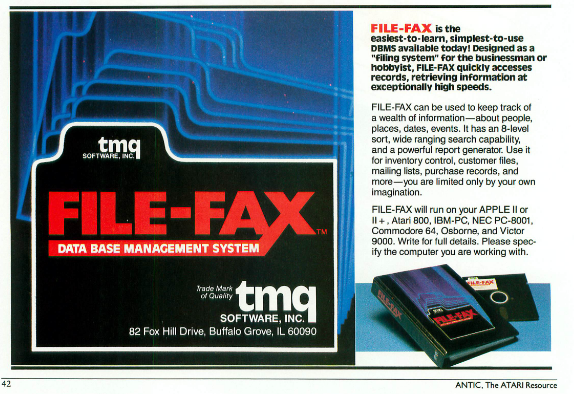 tmq
SOFTWARE, INC.
FILE-FAX™
DATA BASE MANAGEMENT SYSTEM
Trade Mark
of Quality
tmq
SOFTWARE, INC.
82 Fox Hill Drive, Buffalo Grove, IL 60090
FILE-FAX is the
easiest-to-learn, simplest-to-use
DBMS available today! Designed as a
"filing system" for the businessman or
hobbyist, FILE-FAX quickly accesses
records, retrieving information at
exceptionally high speeds.
FILE-FAX can be used to keep track of
a wealth of information—about people,
places, dates, events. It has an 8-level
sort, wide ranging search capability,
and a powerful report generator. Use it
for inventory control, customer files,
mailing lists, purchase records, and
more—you are limited only by your own
imagination.
FILE-FAX will run on your APPLE II or
II+, Atari 800, IBM-PC, NEC PC-8001,
Commodore 64, Osborne, and Victor
9000. Write for full details. Please spec-
ify the computer you are working with.
tmq
FILE-FAX
FILE-FAX
FILE-FAX
42
ANTIC, The ATARI Resource